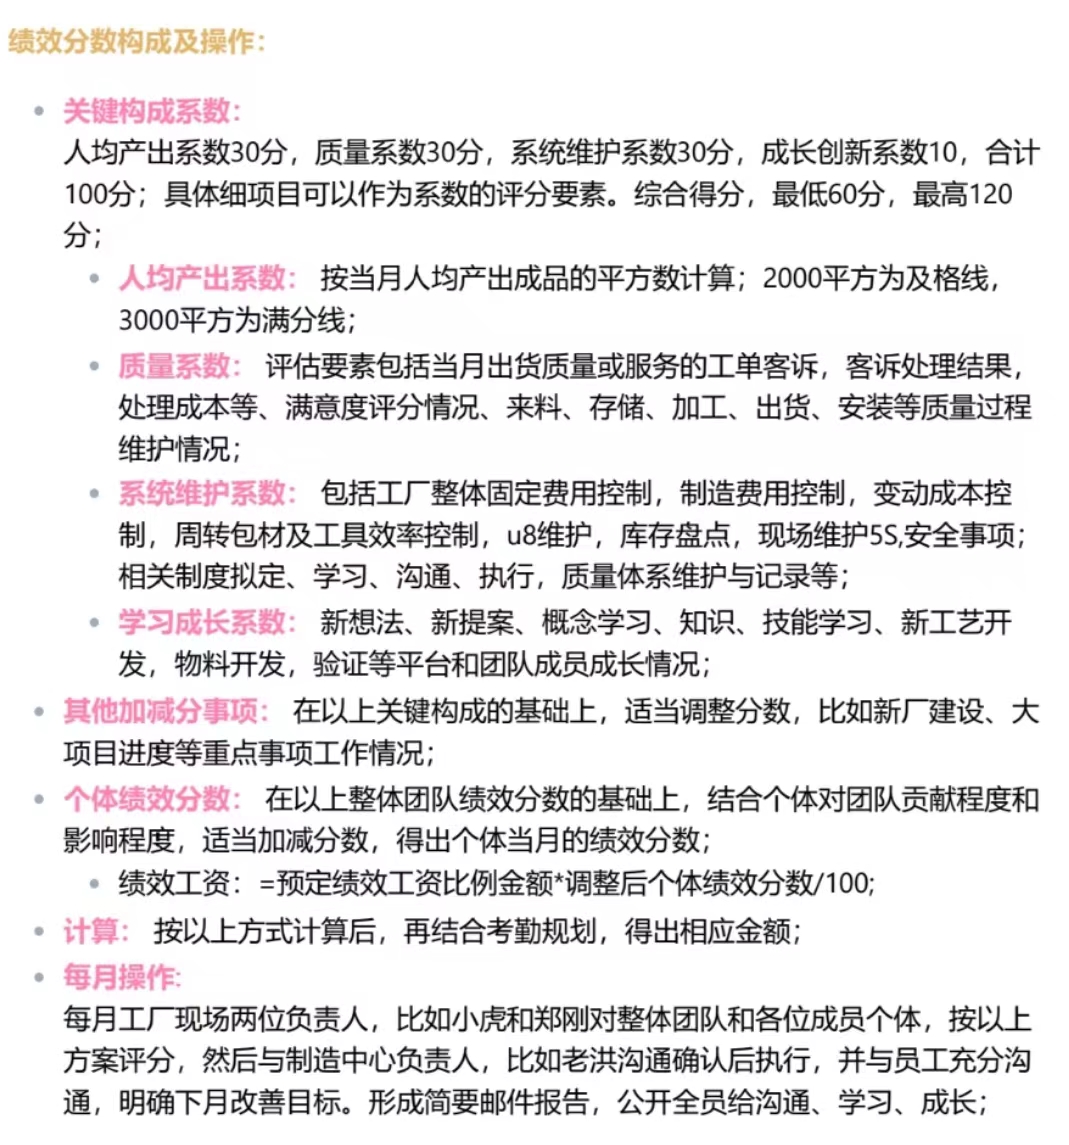 绩效分数构成及操作：
关键构成系数：
人均产出系数30分，质量系数30分，系统维护系数30分，成长创新系数10，合计
100分；具体细项目可以作为系数的评分要素。综合得分，最低60分，最高120
分；
人均产出系数： 按当月人均产出成品的平方数计算；2000平方为及格线，
3000平方为满分线；
质量系数： 评估要素包括当月出货质量或服务的工单客诉，客诉处理结果，
处理成本等、满意度评分情况、来料、存储、加工、出货、安装等质量过程
维护情况；
系统维护系数： 包括工厂整体固定费用控制，制造费用控制，变动成本控
制，周转包材及工具效率控制，u8维护，库存盘点，现场维护5S,安全事项；
相关制度拟定、学习、沟通、执行，质量体系维护与记录等；
学习成长系数： 新想法、新提案、概念学习、知识、技能学习、新工艺开
发，物料开发，验证等平台和团队成员成长情况；
其他加减分事项： 在以上关键构成的基础上，适当调整分数，比如新厂建设、大
项目进度等重点事项工作情况；
个体绩效分数： 在以上整体团队绩效分数的基础上，结合个体对团队贡献程度和
影响程度，适当加减分数，得出个体当月的绩效分数；
绩效工资：=预定绩效工资比例金额*调整后个体绩效分数/100;
计算： 按以上方式计算后，再结合考勤规划，得出相应金额；
每月操作:
每月工厂现场两位负责人，比如小虎和郑刚对整体团队和各位成员个体，按以上
方案评分，然后与制造中心负责人，比如老洪沟通确认后执行，并与员工充分沟
通，明确下月改善目标。形成简要邮件报告，公开全员给沟通、学习、成长；